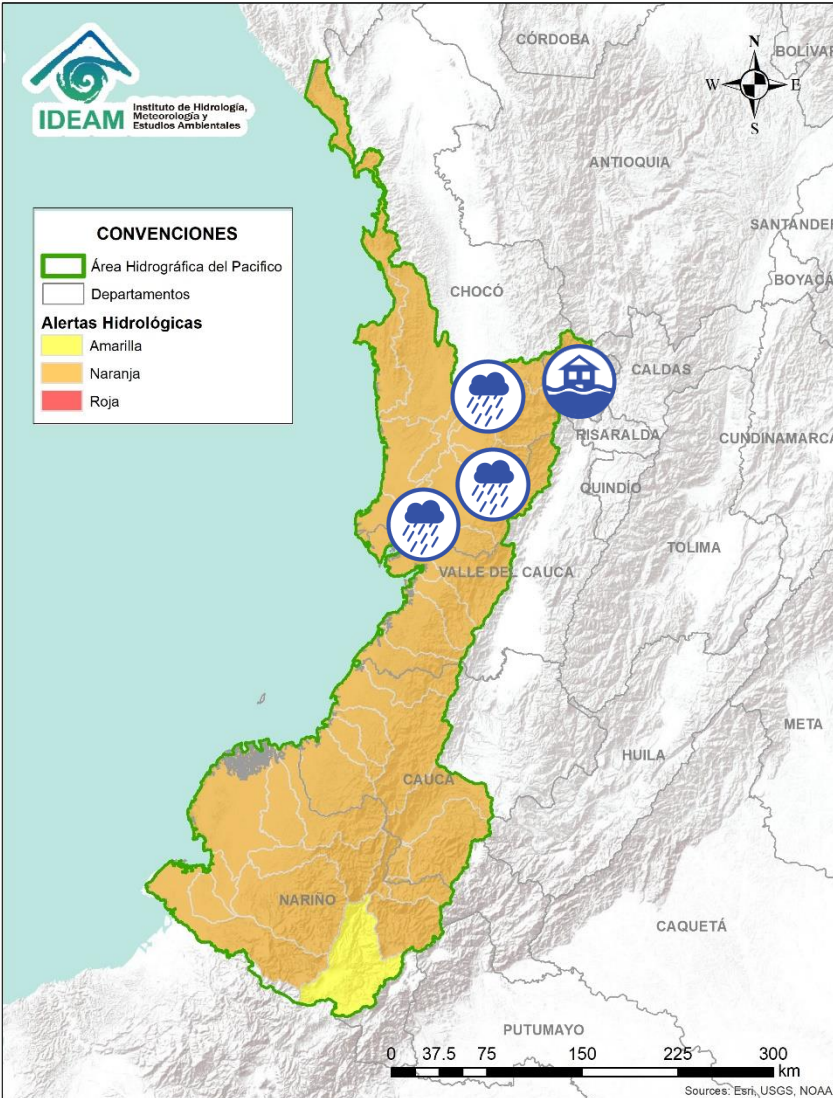 IDEAM
Instituto de Hidrología,
Meteorología y
Estudios Ambientales
CÓRDOBA
BOLÍVAR
N
W
E
S
ANTIOQUIA
SANTANDER
BOYACÁ
CONVENCIONES
Área Hidrográfica del Pacifico
Departamentos
Alertas Hidrológicas
Amarilla
Naranja
Roja
CHOCÓ
CALDAS
RISARALDA
CUNDINAMARCA
QUINDÍO
TOLIMA
VALLE DEL CAUCA
META
HUILA
CAUCA
NARIÑO
CAQUETÁ
PUTUMAYO
0 37.5 75 150 225 300
km
Sources: Esri, USGS, NOAA